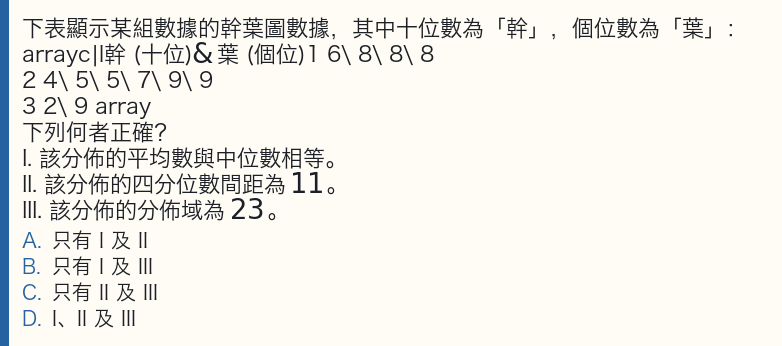 下表顯示某組數據的幹葉圖數據，其中十位數為「幹」，個位數為「葉」：
arrayc|l幹 (十位)& 葉 (個位)1 6\ 8\ 8\ 8
2 4\ 5\ 5\ 7\ 9\ 9
3 2\ 9 array
下列何者正確？
I. 該分佈的平均數與中位數相等。
II. 該分佈的四分位數間距為 11。
III. 該分佈的分佈域為 23。
A. 只有 I 及 II
B. 只有 I 及 III
C. 只有 II 及 III
D. I、II 及 III